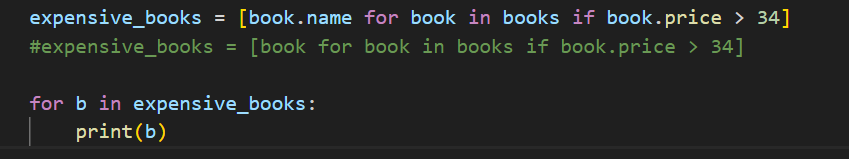 expensive_books = [book.name for book in books if book.price > 34]
#expensive_books = [book for book in books if book.price > 34]
for b in expensive_books:
    print(b)